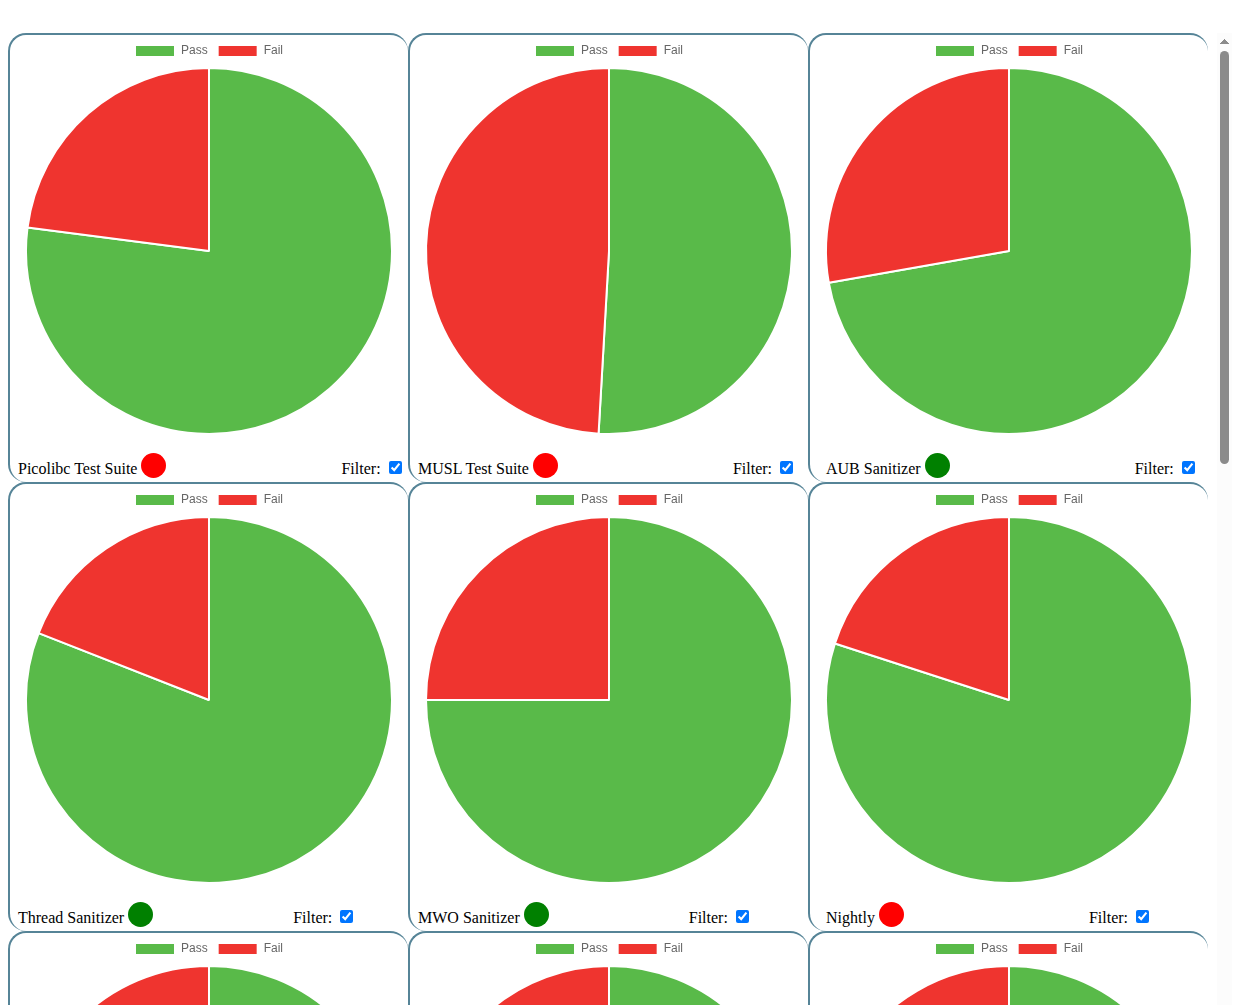 Pass Fail
Pass Fail
Pass Fail
Picolibc Test Suite Filter:
MUSL Test Suite Filter:
AUB Sanitizer Filter:
Pass Fail
Pass Fail
Pass Fail
Thread Sanitizer Filter:
MWO Sanitizer Filter:
Nightly Filter:
Pass Fail
Pass Fail
Pass Fail